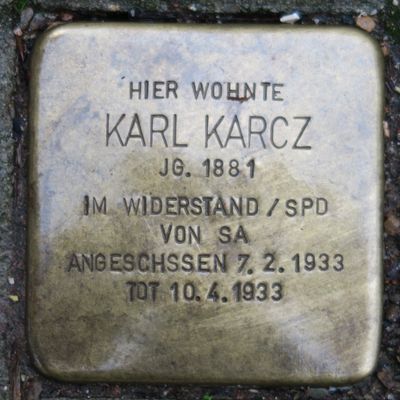 HIER WOHNTE
KARL KARCZ
JG. 1881
IM WIDERSTAND / SPD
VON SA
ANGESCHSSEN 7. 2. 1933
TOT 10. 4. 1933